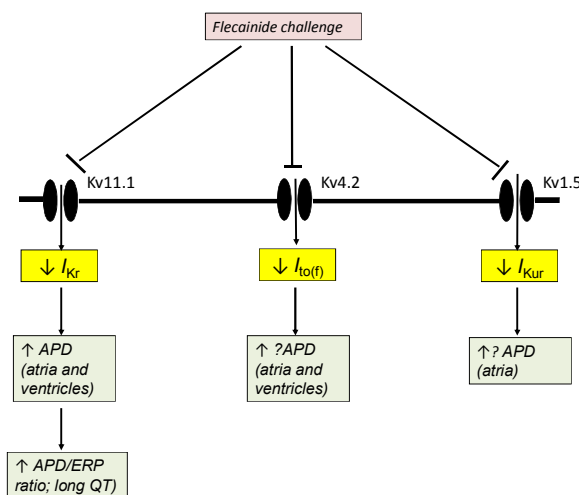 Flecainide challenge
Kv11.1
Kv4.2
Kv1.5
↓ IKr
↓ Ito(f)
↓ IKur
↑ APD
(atria and
ventricles)
↑ ?APD
(atria and
ventricles)
↑? APD
(atria)
↑ APD/ERP
ratio; long QT)